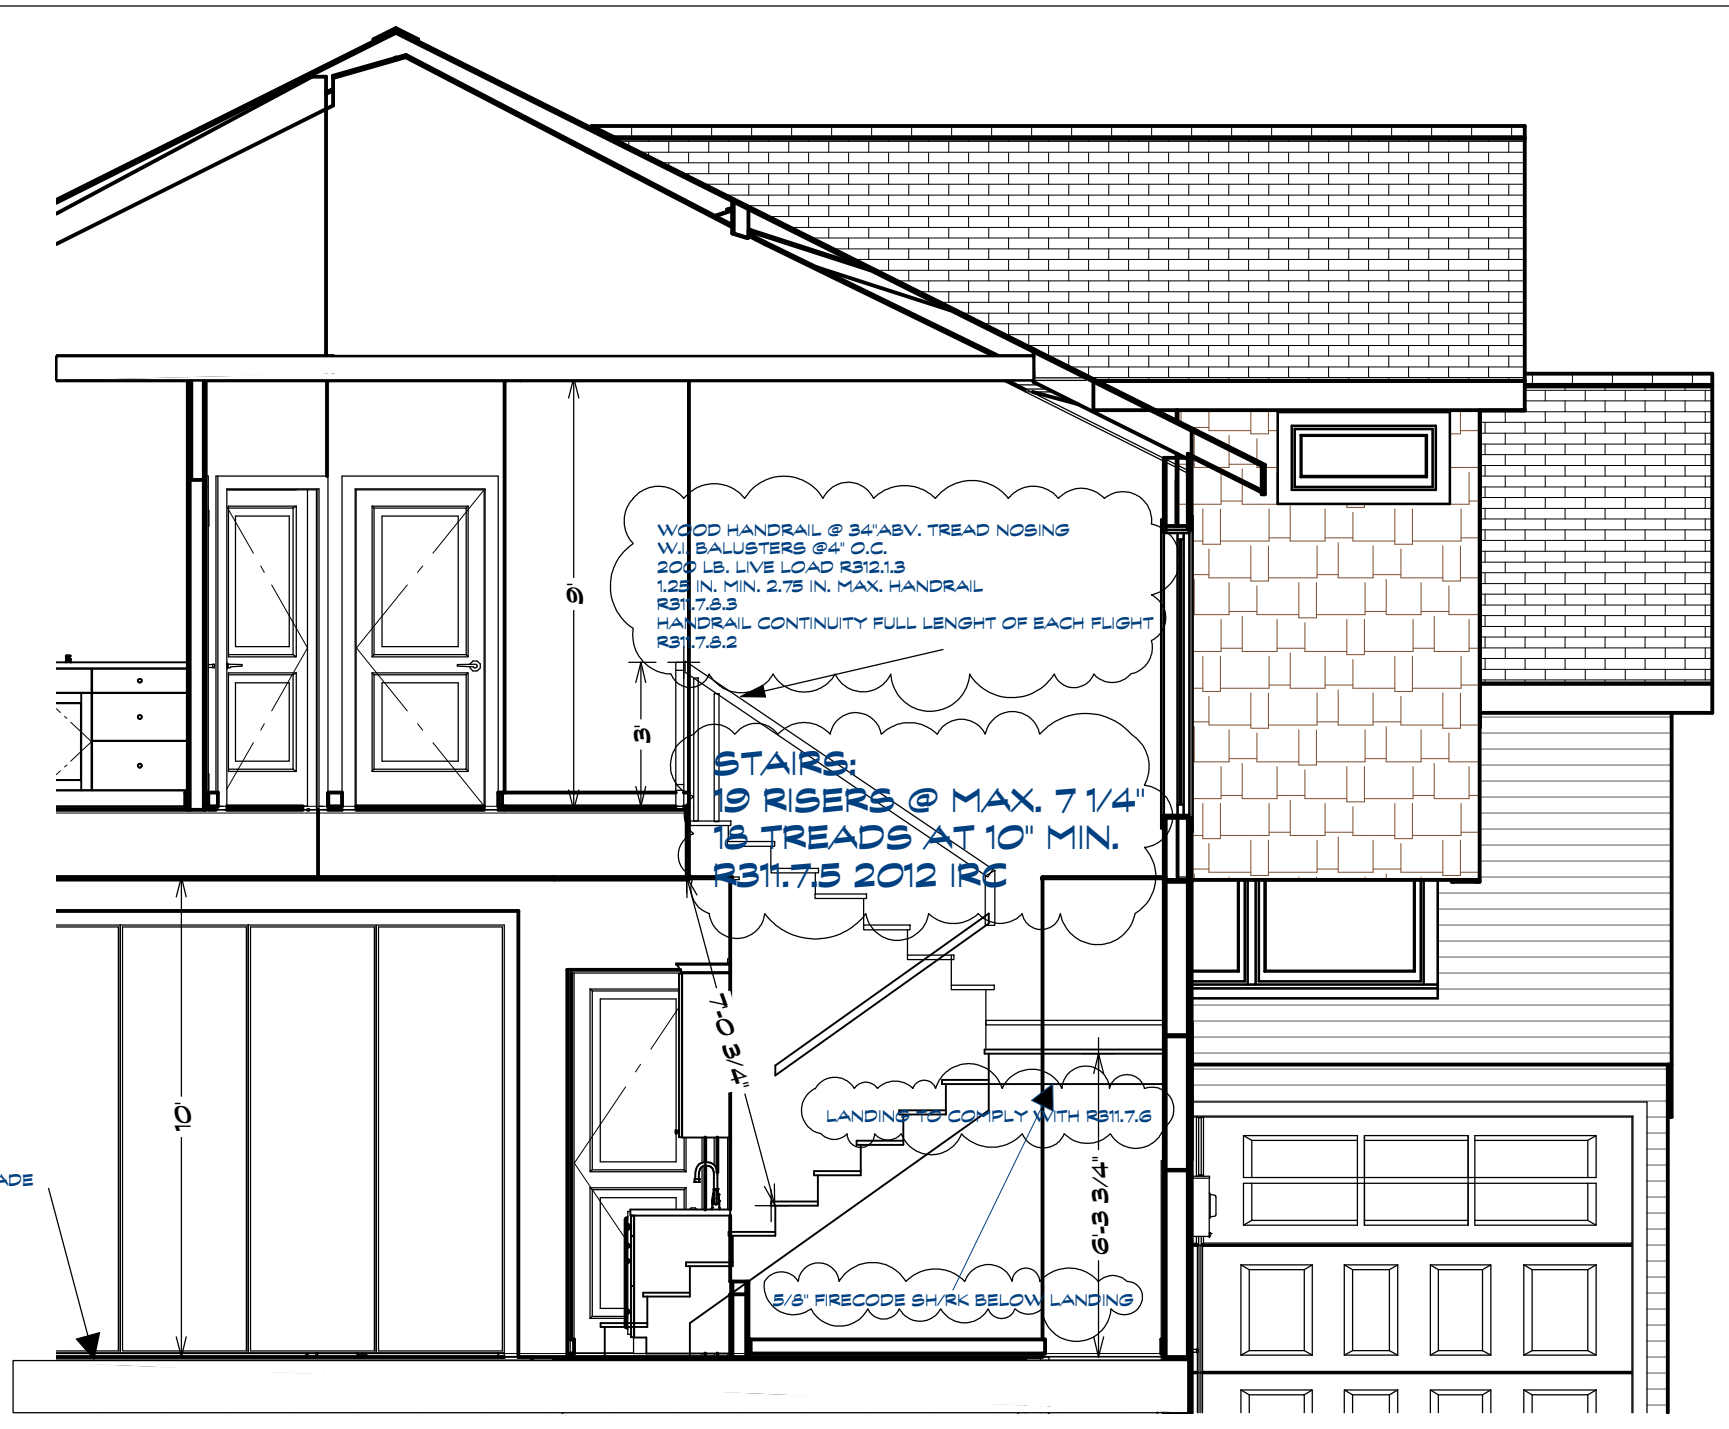 WOOD HANDRAIL @ 34"ABV. TREAD NOSING
W.I. BALUSTERS @4" O.C.
200 LB. LIVE LOAD R312.1.3
1.25 IN. MIN. 2.75 IN. MAX. HANDRAIL
R311.7.8.3
HANDRAIL CONTINUITY FULL LENGHT OF EACH FLIGHT
R311.7.8.2
9'
3'
STAIRS:
19 RISERS @ MAX. 7 1/4"
18 TREADS AT 10" MIN.
R311.7.5 2012 IRC
7'-0 3/4"
10'
LANDING TO COMPLY WITH R311.7.6
6'-3 3/4"
ADE
5/8" FIRECODE SH/RK BELOW LANDING